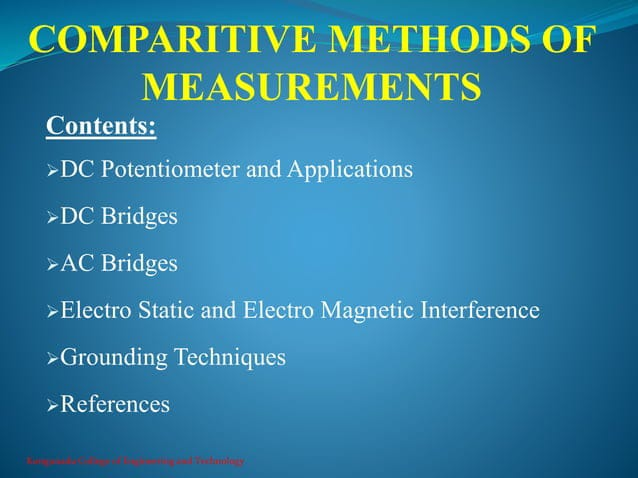 COMPARITIVE METHODS OF
MEASUREMENTS
Contents:
➢DC Potentiometer and Applications
➢DC Bridges
➢AC Bridges
➢Electro Static and Electro Magnetic Interference
➢Grounding Techniques
➢References
College of Engineering and Technology